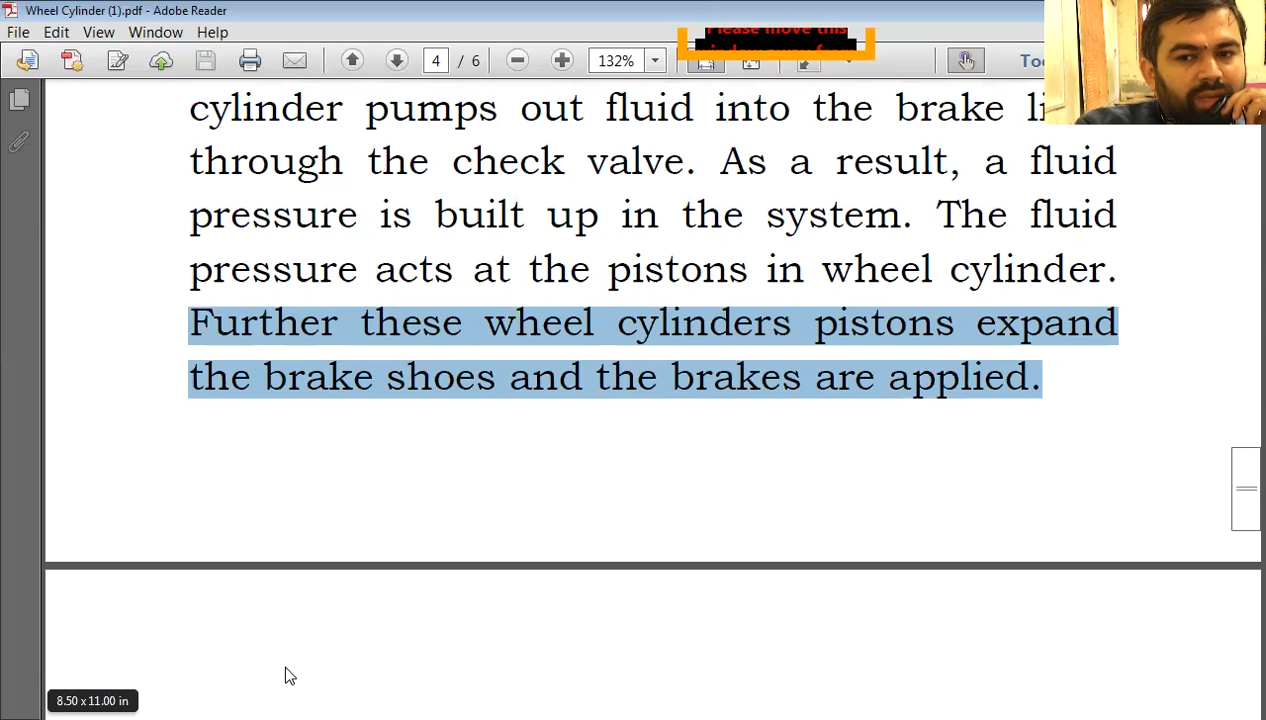 Wheel Cylinder (1).pdf - Adobe Reader
File Edit View Window Help
Please move this
4 / 6 132%
cylinder pumps out fluid into the brake
through the check valve. As a result, a fluid
pressure is built up in the system. The fluid
pressure acts at the pistons in wheel cylinder.
Further these wheel cylinders pistons expand
the brake shoes and the brakes are applied.
8.50 x 11.00 in